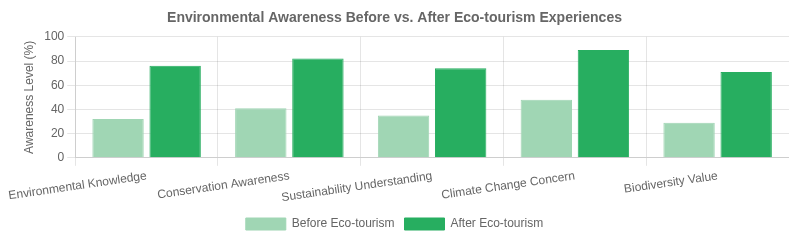 Environmental Awareness Before vs. After Eco-tourism Experiences
Awareness Level (%)
100
80
60
40
20
0
Environmental Knowledge
Conservation Awareness
Sustainability Understanding
Climate Change Concern
Biodiversity Value
Before Eco-tourism
After Eco-tourism